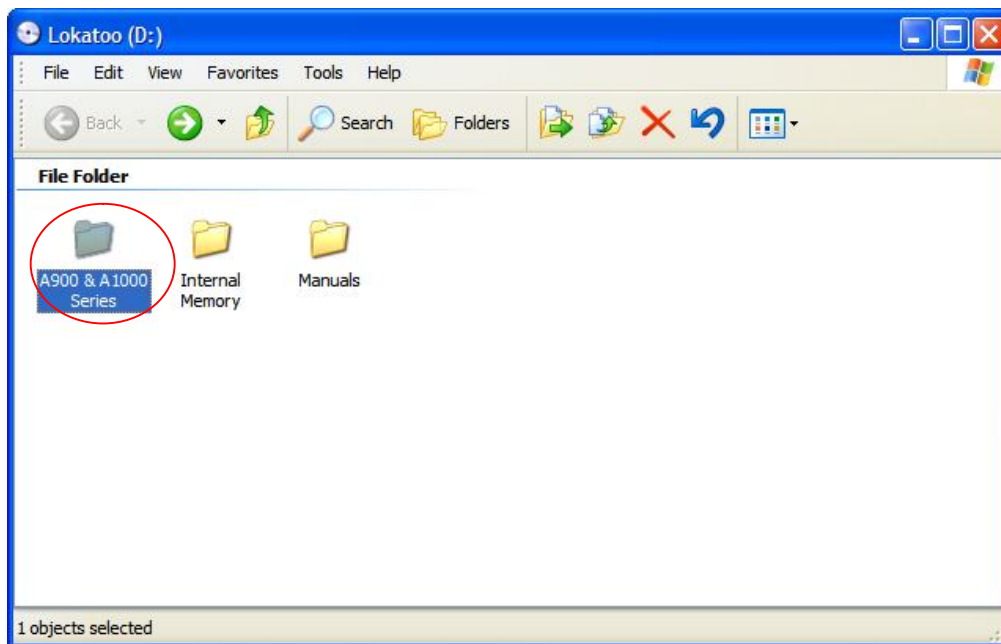 Lokatoo (D:)
File Edit View Favorites Tools Help
Back Search Folders
File Folder
A900 & A1000
Series
Internal
Memory
Manuals
1 objects selected